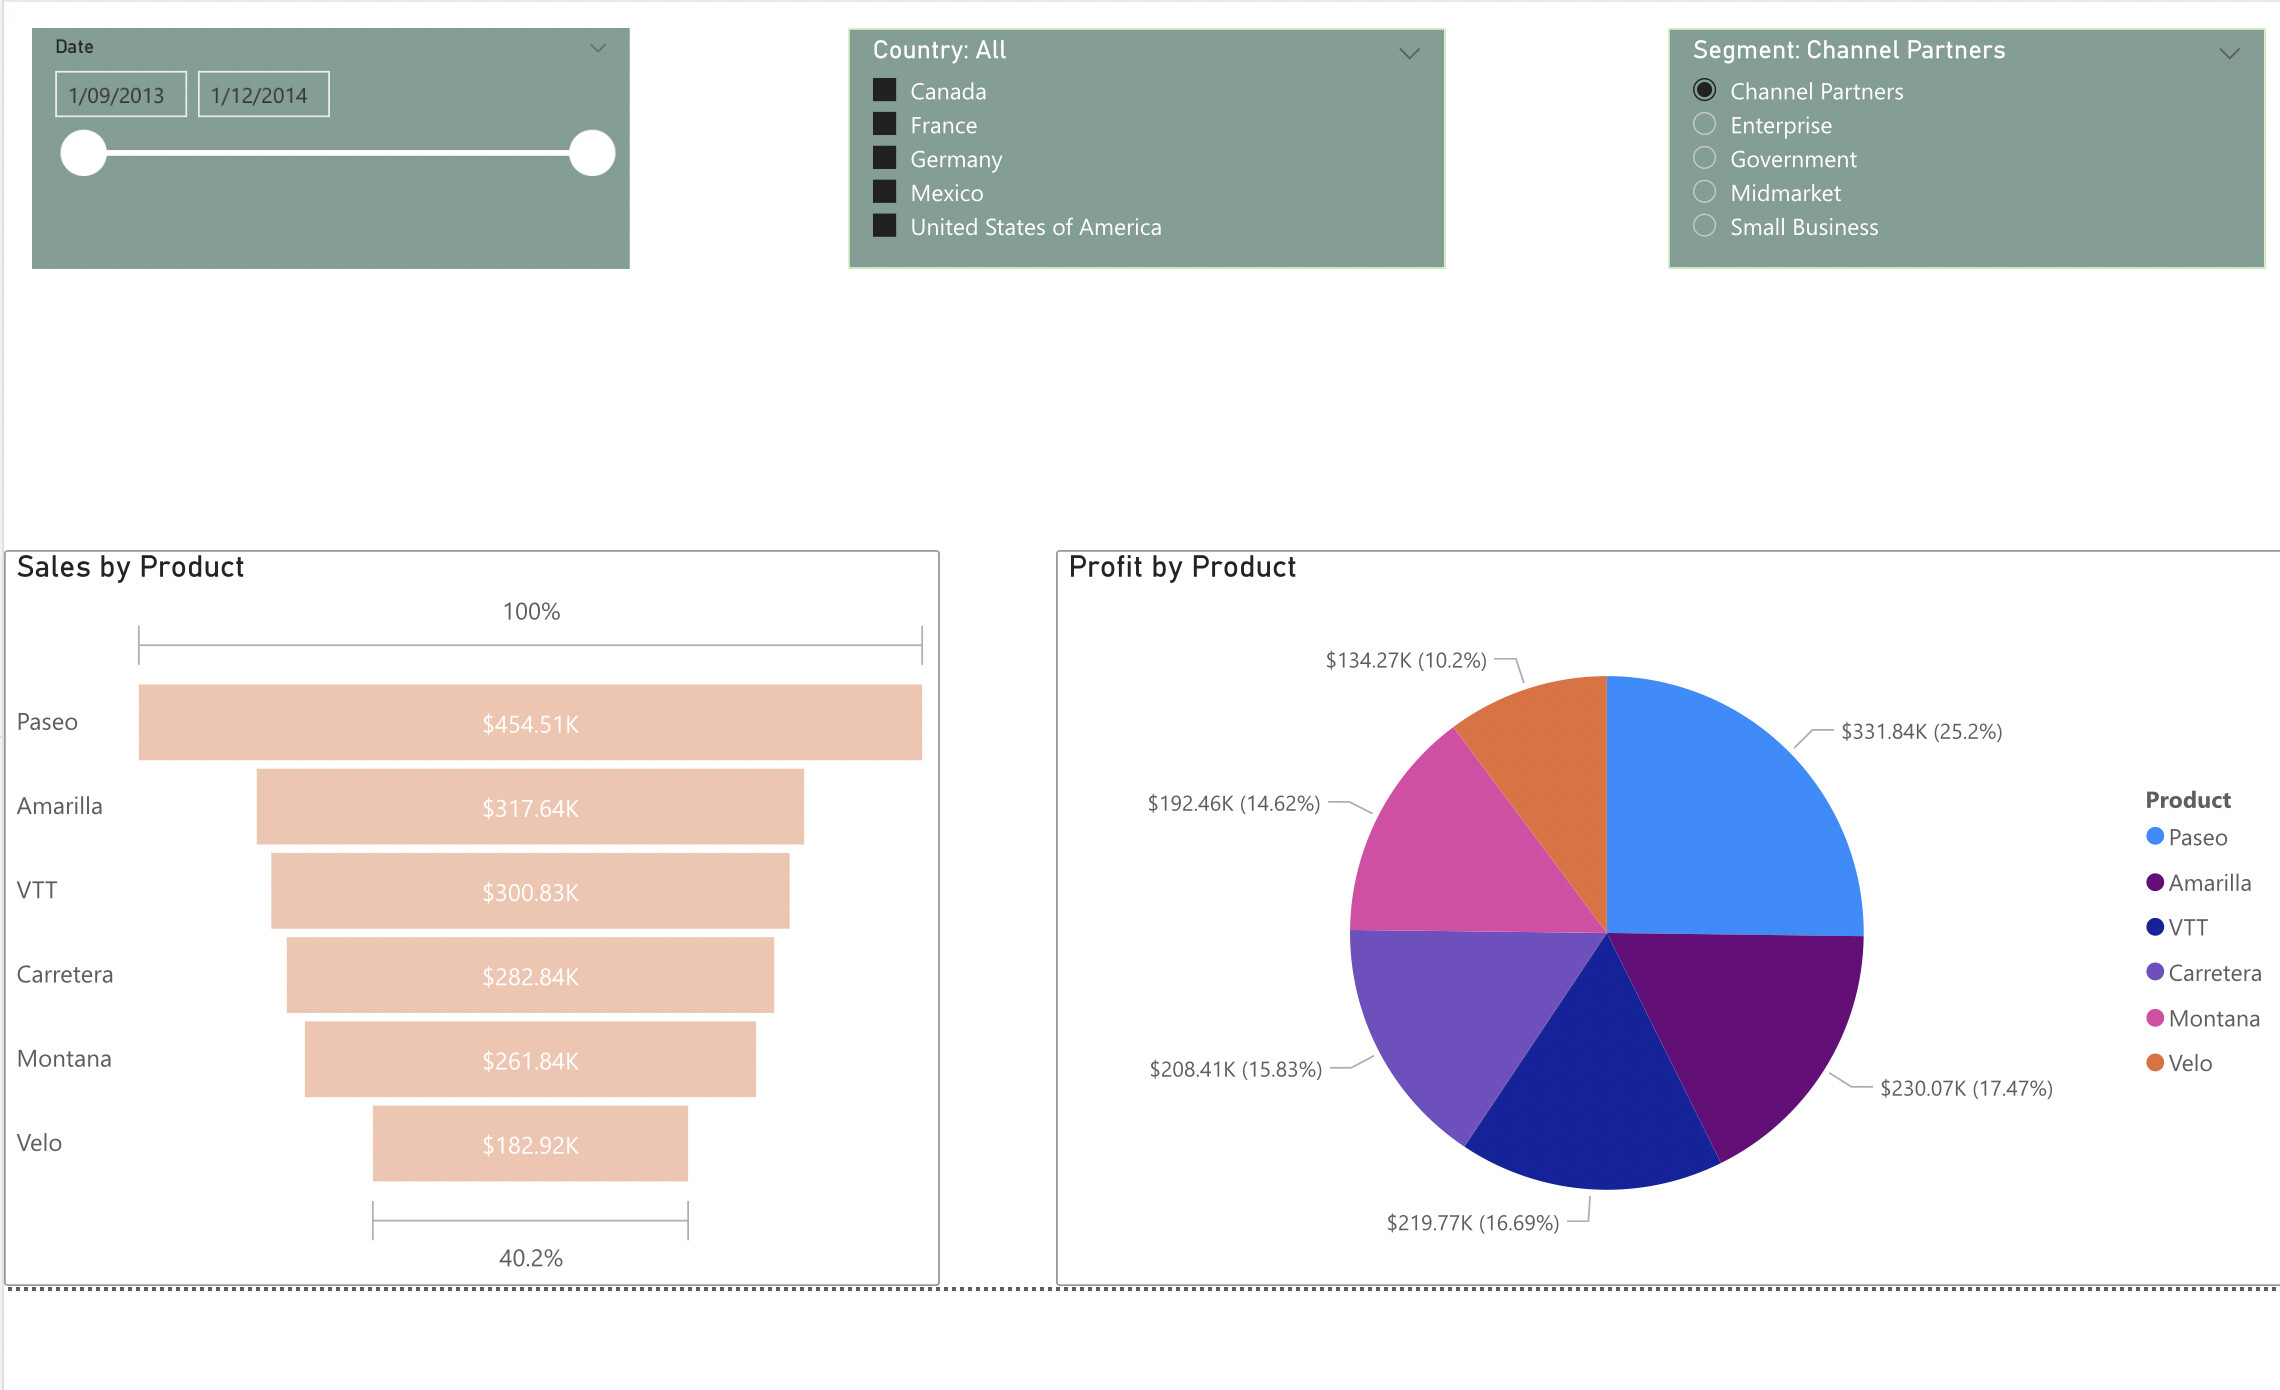 Date
1/09/2013 1/12/2014
Country: All
Canada
France
Germany
Mexico
United States of America
Segment: Channel Partners
Channel Partners
Enterprise
Government
Midmarket
Small Business
Sales by Product
100%
Paseo $454.51K
Amarilla $317.64K
VTT $300.83K
Carretera $282.84K
Montana $261.84K
Velo $182.92K
40.2%
Profit by Product
$134.27K (10.2%)
$331.84K (25.2%)
$192.46K (14.62%)
$208.41K (15.83%)
$230.07K (17.47%)
$219.77K (16.69%)
Product
Paseo
Amarilla
VTT
Carretera
Montana
Velo